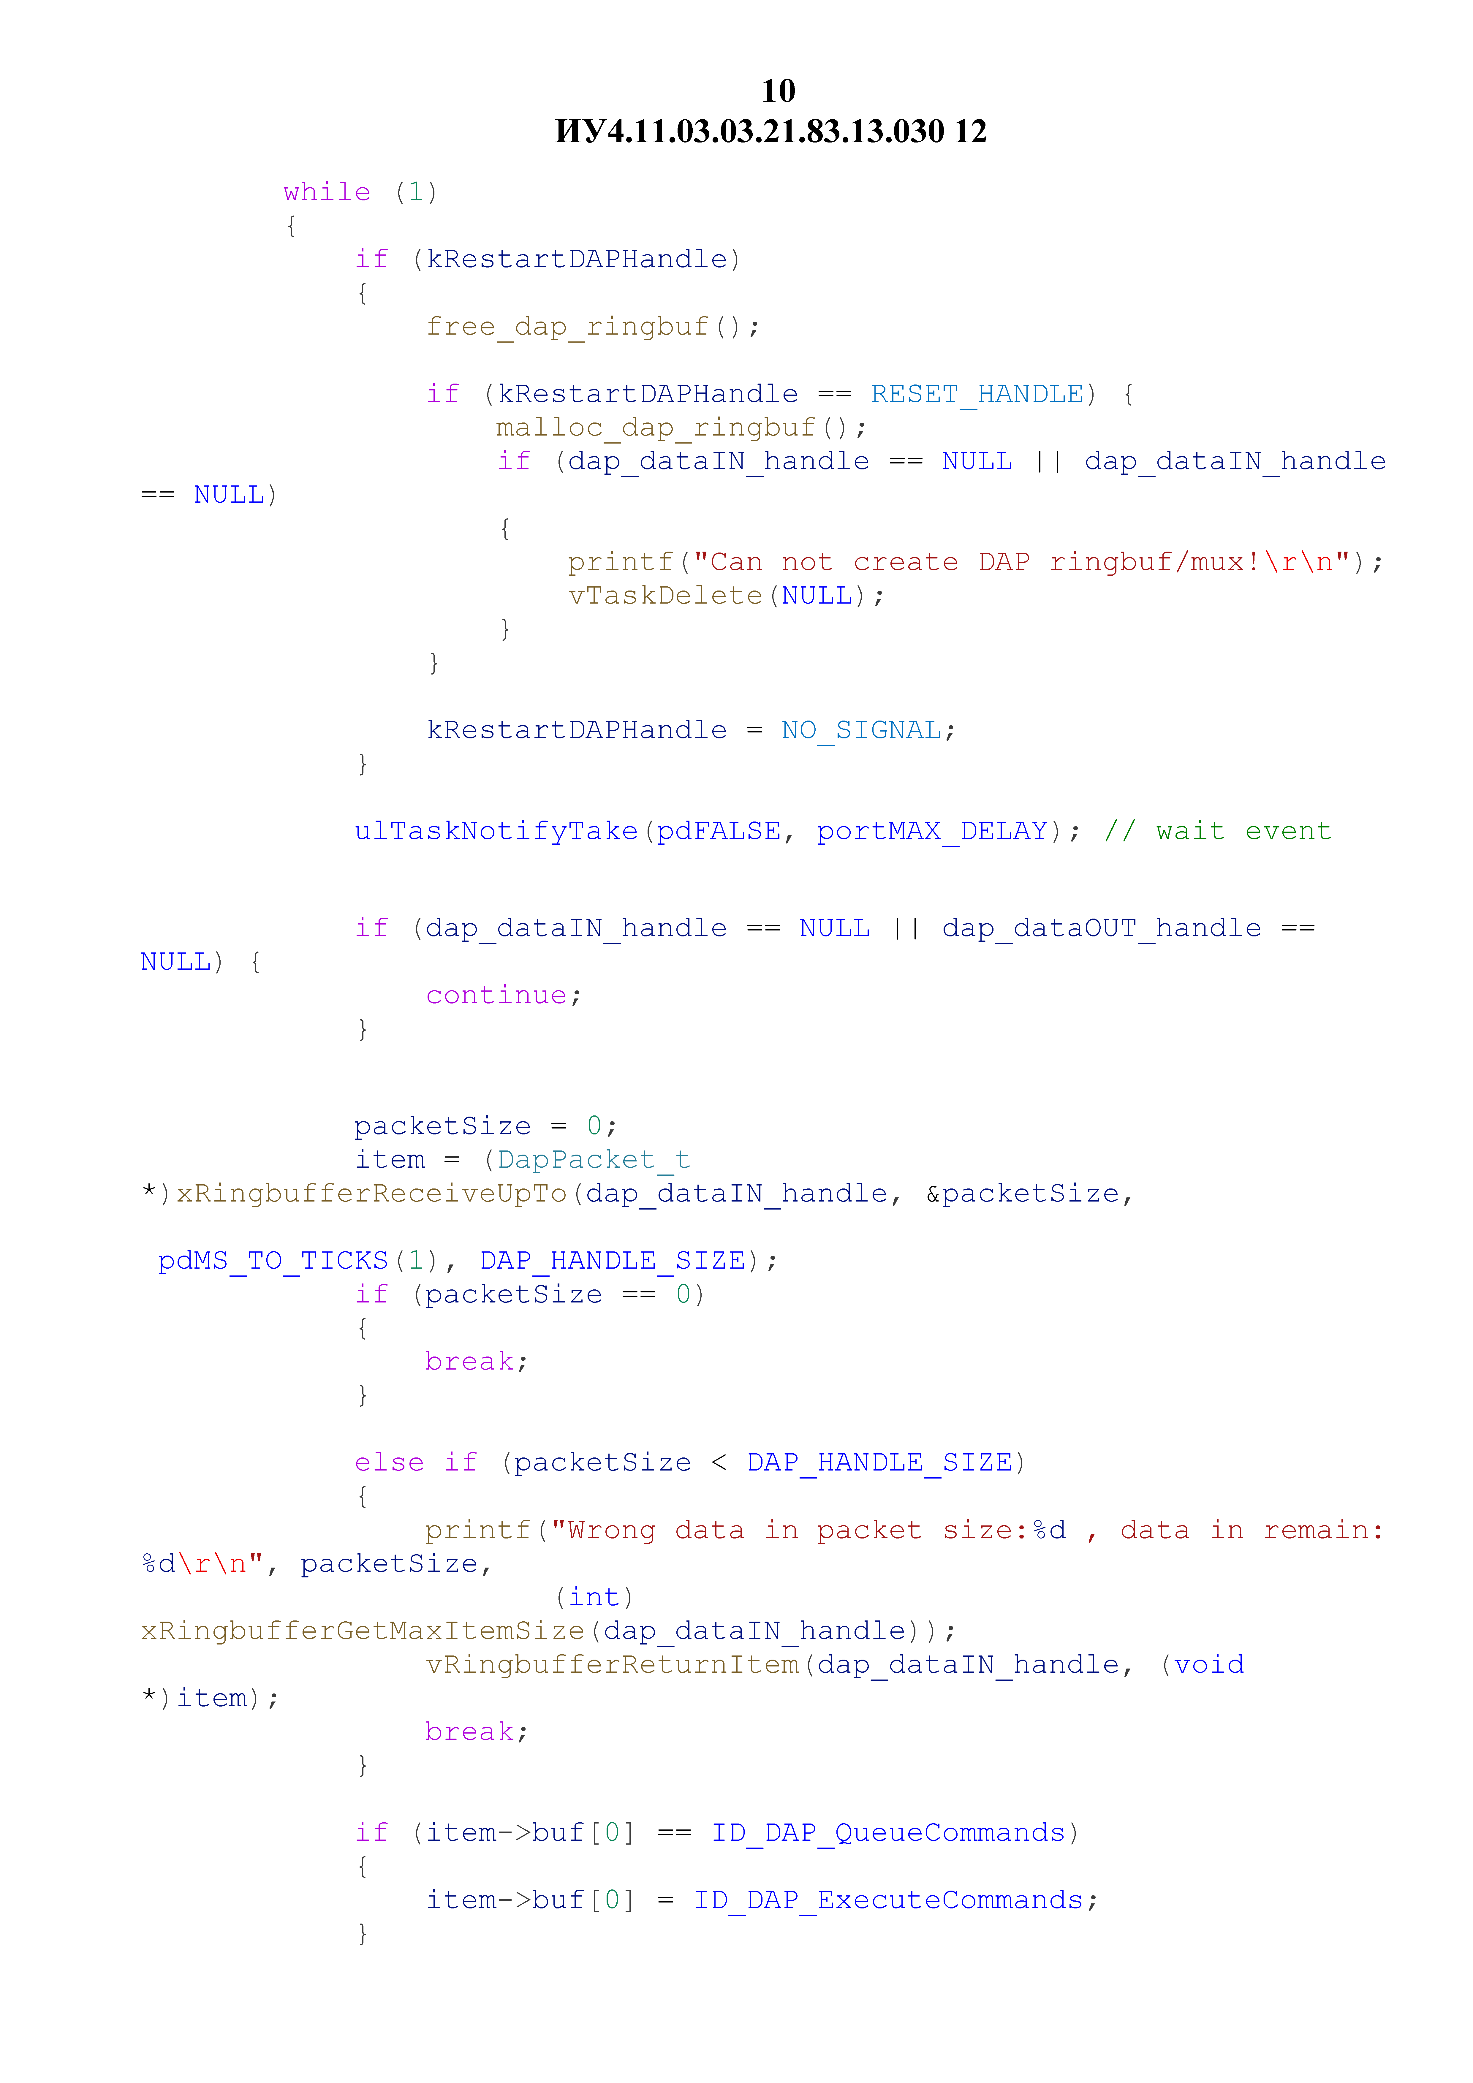 10
ИУ4.11.03.03.21.83.13.030 12
while (1)
{
if (kRestartDAPHandle)
{
free_dap_ringbuf();
if (kRestartDAPHandle == RESET_HANDLE) {
malloc_dap_ringbuf();
if (dap_dataIN_handle == NULL || dap_dataIN_handle
== NULL)
{
printf("Can not create DAP ringbuf/mux!\r\n");
vTaskDelete(NULL);
}
}
kRestartDAPHandle = NO_SIGNAL;
}
ulTaskNotifyTake(pdFALSE, portMAX_DELAY); // wait event
if (dap_dataIN_handle == NULL || dap_dataOUT_handle ==
NULL) {
continue;
}
packetSize = 0;
item = (DapPacket_t
*)xRingbufferReceiveUpTo(dap_dataIN_handle, &packetSize,
pdMS_TO_TICKS(1), DAP_HANDLE_SIZE);
if (packetSize == 0)
{
break;
}
else if (packetSize < DAP_HANDLE_SIZE)
{
printf("Wrong data in packet size:%d , data in remain:
%d\r\n", packetSize,
(int)
xRingbufferGetMaxItemSize(dap_dataIN_handle));
vRingbufferReturnItem(dap_dataIN_handle, (void
*)item);
break;
}
if (item->buf[0] == ID_DAP_QueueCommands)
{
item->buf[0] = ID_DAP_ExecuteCommands;
}